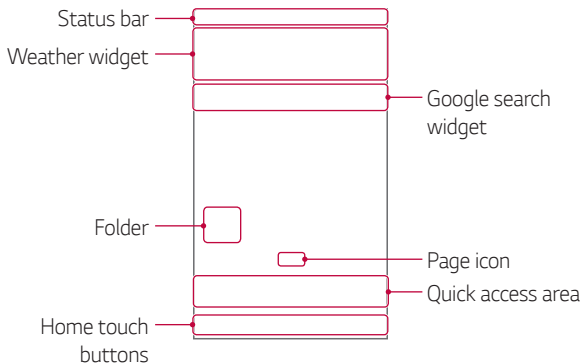 Status bar
Weather widget
Google search
widget
Folder
Page icon
Quick access area
Home touch
buttons